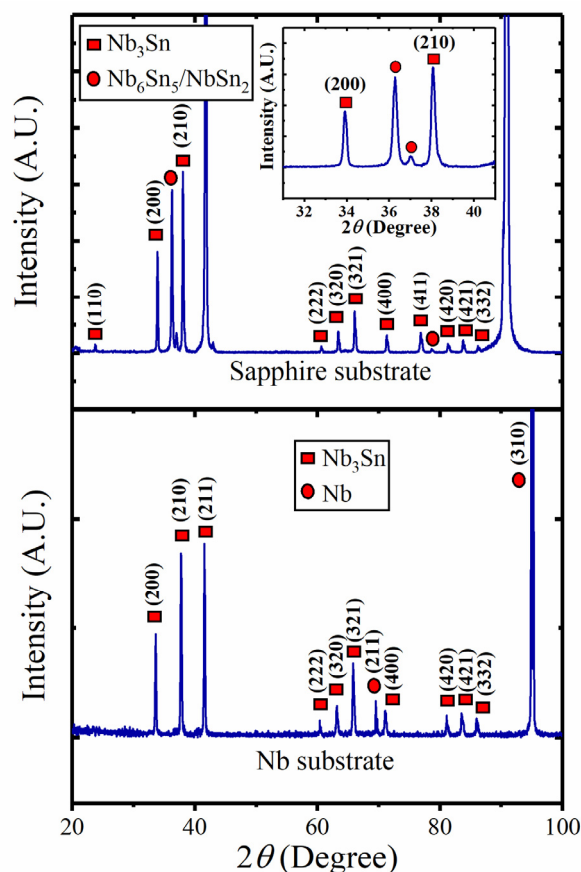 Nb3Sn
Nb6Sn5/NbSn2
Intensity (A.U.)
(110)
(200)
(210)
(222)
(320)
(321)
(400)
(411)
(420)
(421)
(332)
Sapphire substrate
Intensity (A.U.)
(200)
(210)
32 34 36 38 40
2θ (Degree)
Nb3Sn
Nb
Intensity (A.U.)
(200)
(210)
(211)
(222)
(320)
(321)
(211)
(400)
(420)
(421)
(332)
(310)
Nb substrate
20 40 60 80 100
2θ (Degree)